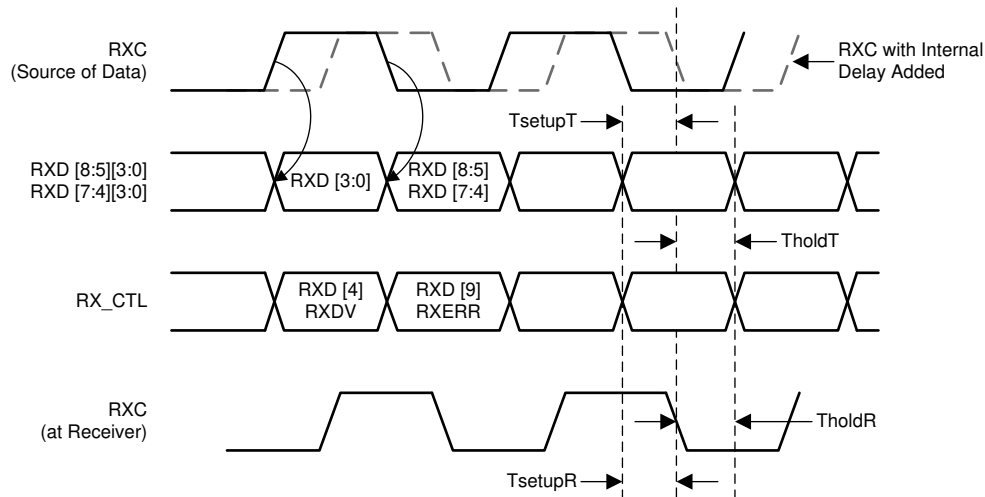 RXC
(Source of Data)
RXC with Internal
Delay Added
TsetupT
RXD [8:5][3:0]
RXD [7:4][3:0]
RXD [3:0]
RXD [8:5]
RXD [7:4]
TholdT
RX_CTL
RXD [4]
RXDV
RXD [9]
RXERR
RXC
(at Receiver)
TholdR
TsetupR